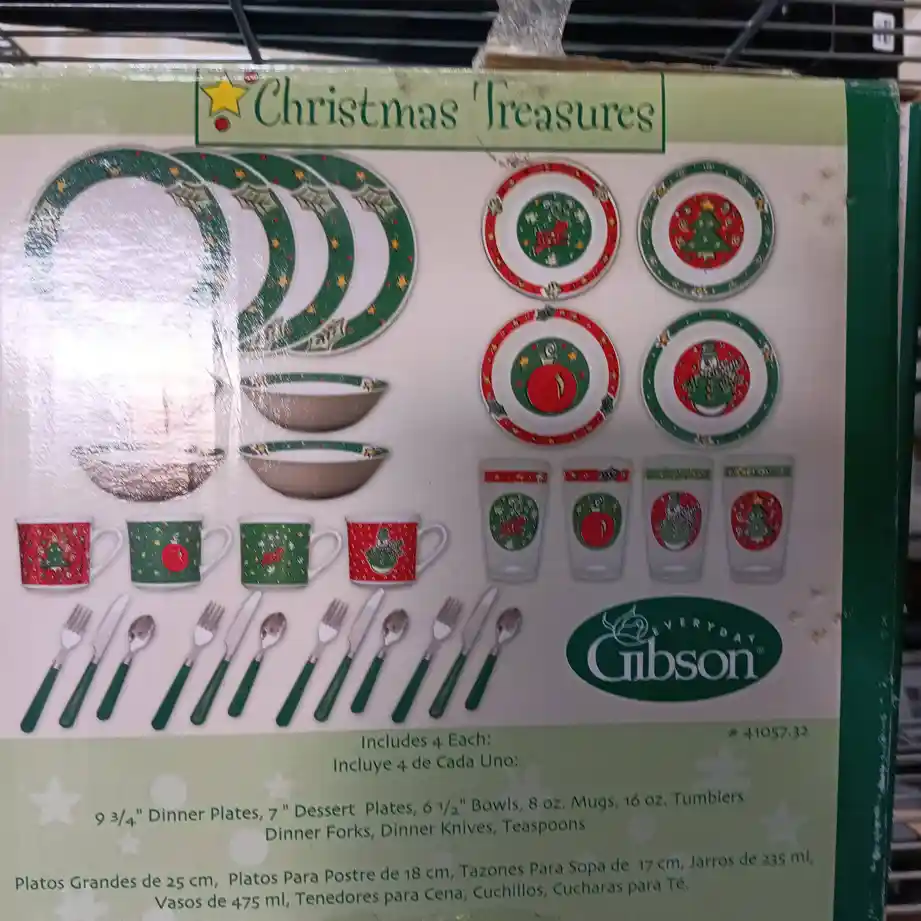 Christmas Treasures
EVERYDAY
Gibson®
# 41057.32
Includes 4 Each:
Incluye 4 de Cada Uno:
9 3/4" Dinner Plates, 7 " Dessert Plates, 6 1/2" Bowls, 8 oz. Mugs, 16 oz. Tumblers
Dinner Forks, Dinner Knives, Teaspoons
Platos Grandes de 25 cm, Platos Para Postre de 18 cm, Tazones Para Sopa de 17 cm, Jarros de 235 ml,
Vasos de 475 ml, Tenedores para Cena, Cuchillos, Cucharas para Té.